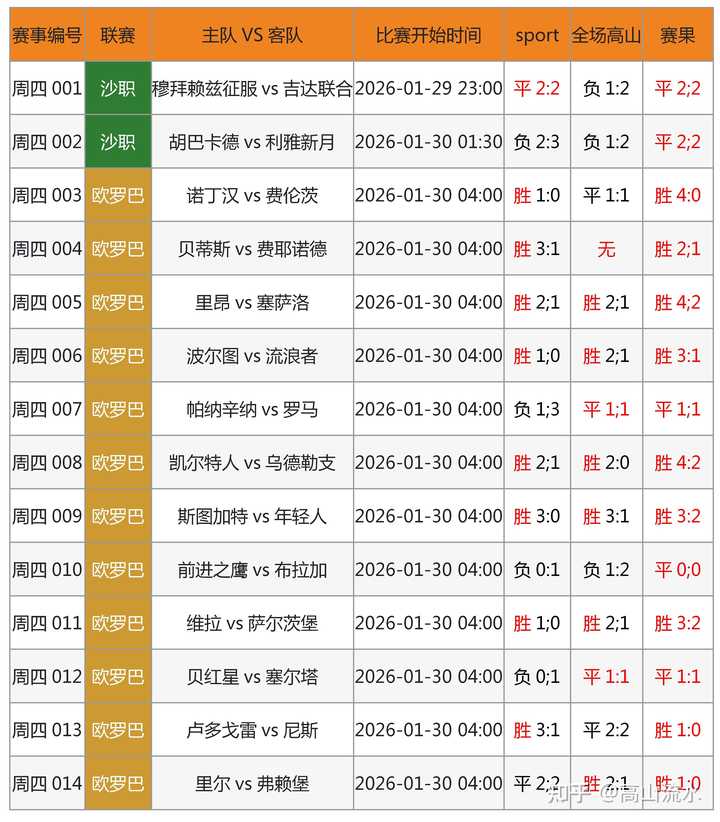 赛事编号 联赛 主队 VS 客队 比赛开始时间 sport 全场高山 赛果
周四 001 沙职 穆拜赖兹征服 vs 吉达联合 2026-01-29 23:00 平 2:2 负 1:2 平 2;2
周四 002 沙职 胡巴卡德 vs 利雅新月 2026-01-30 01:30 负 2:3 负 1:2 平 2;2
周四 003 欧罗巴 诺丁汉 vs 费伦茨 2026-01-30 04:00 胜 1:0 平 1:1 胜 4:0
周四 004 欧罗巴 贝蒂斯 vs 费耶诺德 2026-01-30 04:00 胜 3:1 无 胜 2;1
周四 005 欧罗巴 里昂 vs 塞萨洛 2026-01-30 04:00 胜 2;1 胜 2;1 胜 4;2
周四 006 欧罗巴 波尔图 vs 流浪者 2026-01-30 04:00 胜 1;0 胜 2;1 胜 3:1
周四 007 欧罗巴 帕纳辛纳 vs 罗马 2026-01-30 04:00 负 1;3 平 1;1 平 1;1
周四 008 欧罗巴 凯尔特人 vs 乌德勒支 2026-01-30 04:00 胜 2;1 胜 2:0 胜 4:2
周四 009 欧罗巴 斯图加特 vs 年轻人 2026-01-30 04:00 胜 3:0 胜 3:1 胜 3:2
周四 010 欧罗巴 前进之鹰 vs 布拉加 2026-01-30 04:00 负 0:1 负 1:2 平 0;0
周四 011 欧罗巴 维拉 vs 萨尔茨堡 2026-01-30 04:00 胜 1;0 胜 2;1 胜 3:2
周四 012 欧罗巴 贝红星 vs 塞尔塔 2026-01-30 04:00 负 0;1 平 1:1 平 1:1
周四 013 欧罗巴 卢多戈雷 vs 尼斯 2026-01-30 04:00 胜 3:1 平 2:2 胜 1:0
周四 014 欧罗巴 里尔 vs 弗赖堡 2026-01-30 04:00 平 2:2 胜 2:1 胜 1:0
知乎 @高山流水